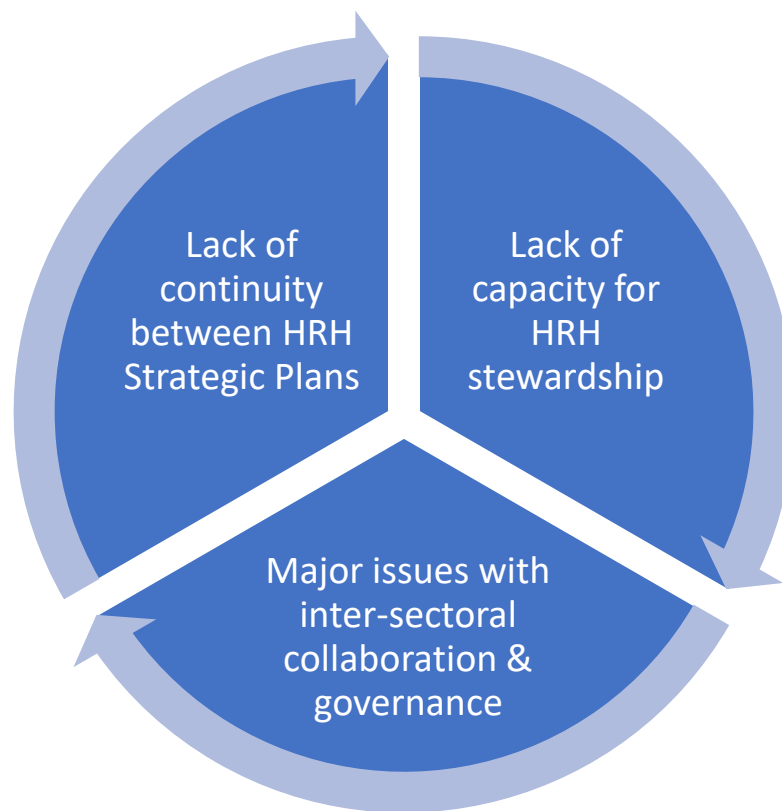 Lack of
continuity
between HRH
Strategic Plans
Lack of
capacity for
HRH
stewardship
Major issues with
inter-sectoral
collaboration &
governance